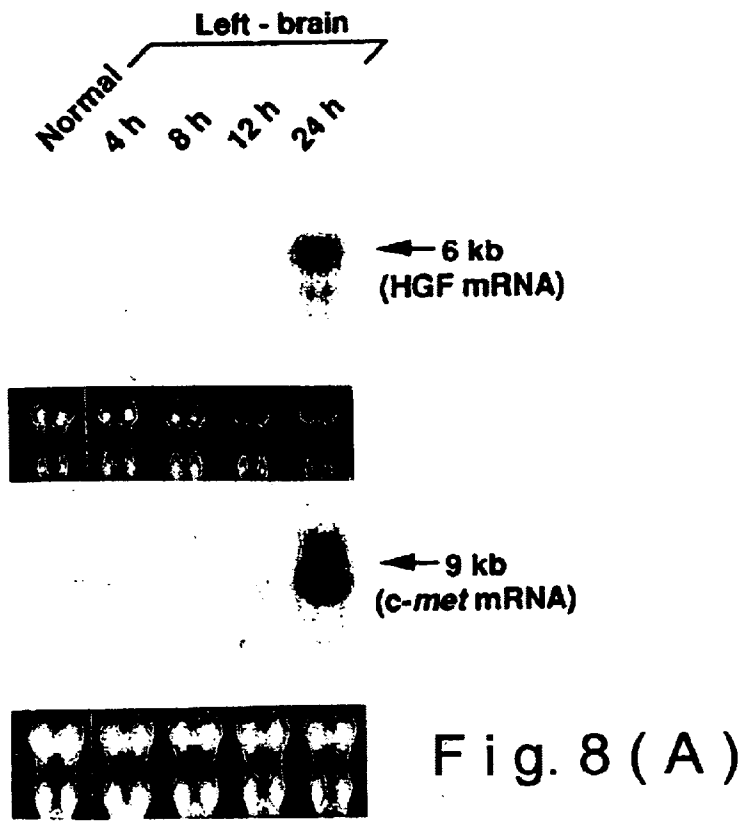 Left - brain
Normal
4 h
8 h
12 h
24 h
6 kb
(HGF mRNA)
9 kb
(c-met mRNA)
Fig. 8 (A)